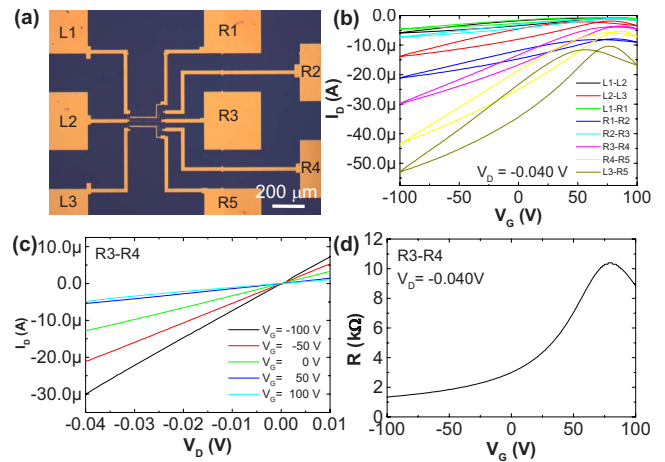 (a)
L1
R1
R2
L2
R3
R4
L3
R5
200 μm
(b)
I_D (A)
0.0
-10.0μ
-20.0μ
-30.0μ
-40.0μ
-50.0μ
L1-L2
L2-L3
L1-R1
R1-R2
R2-R3
R3-R4
R4-R5
L3-R5
V_D = -0.040 V
-100 -50 0 50 100
V_G (V)
(c)
R3-R4
I_D (A)
10.0μ
0.0
-10.0μ
-20.0μ
-30.0μ
V_G= -100 V
V_G= -50 V
V_G= 0 V
V_G= 50 V
V_G= 100 V
-0.04 -0.03 -0.02 -0.01 0.00 0.01
V_D (V)
(d)
R3-R4
V_D= -0.040V
R (kΩ)
12
10
8
6
4
2
0
-100 -50 0 50 100
V_G (V)